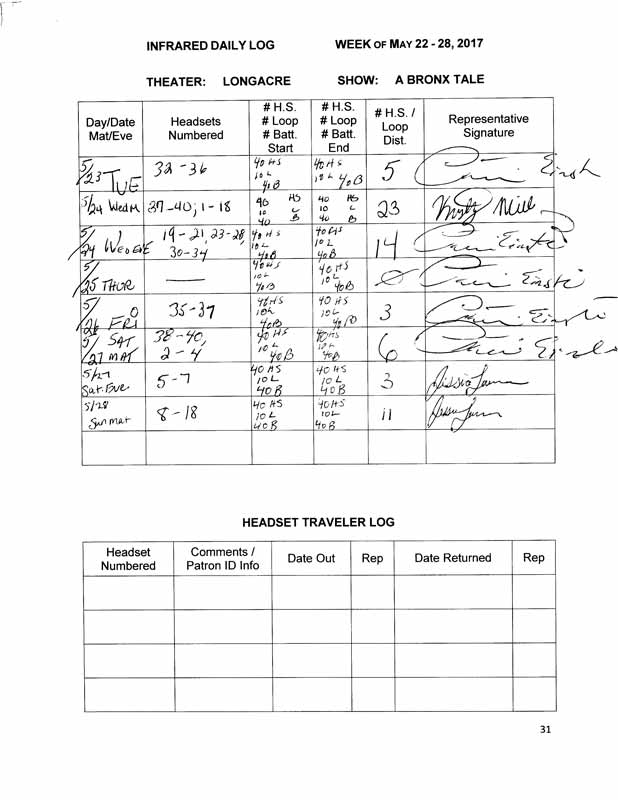 INFRARED DAILY LOG WEEK OF MAY 22 - 28, 2017
THEATER: LONGACRE SHOW: A BRONX TALE
Day/Date Mat/Eve Headsets Numbered # H.S. # Loop # Batt. Start # H.S. # Loop # Batt. End # H.S. / Loop Dist. Representative Signature
5/23 TUE 32 - 36 40 HS 10 L 40 B 40 HS 10 L 40 B 5
5/24 Wed M 37-40; 1-18 40 HS 10 L 40 B 40 HS 10 L 40 B 23
5/24 Wed EVE 19-21, 23-28, 30-34 40 HS 10 L 40 B 40 HS 10 L 40 B 14
5/25 THUR — 40 HS 10 L 40 B 40 HS 10 L 40 B 0
5/26 FRI 35-37 40 HS 10 L 40 B 40 HS 10 L 40 B 3
5/27 SAT MAT 38-40, 2-4 40 HS 10 L 40 B 40 HS 10 L 40 B 6
5/27 Sat. Eve 5-7 40 HS 10 L 40 B 40 HS 10 L 40 B 3
5/28 Sun mat 8-18 40 HS 10 L 40 B 40 HS 10 L 40 B 11
HEADSET TRAVELER LOG
Headset Numbered Comments / Patron ID Info Date Out Rep Date Returned Rep
31